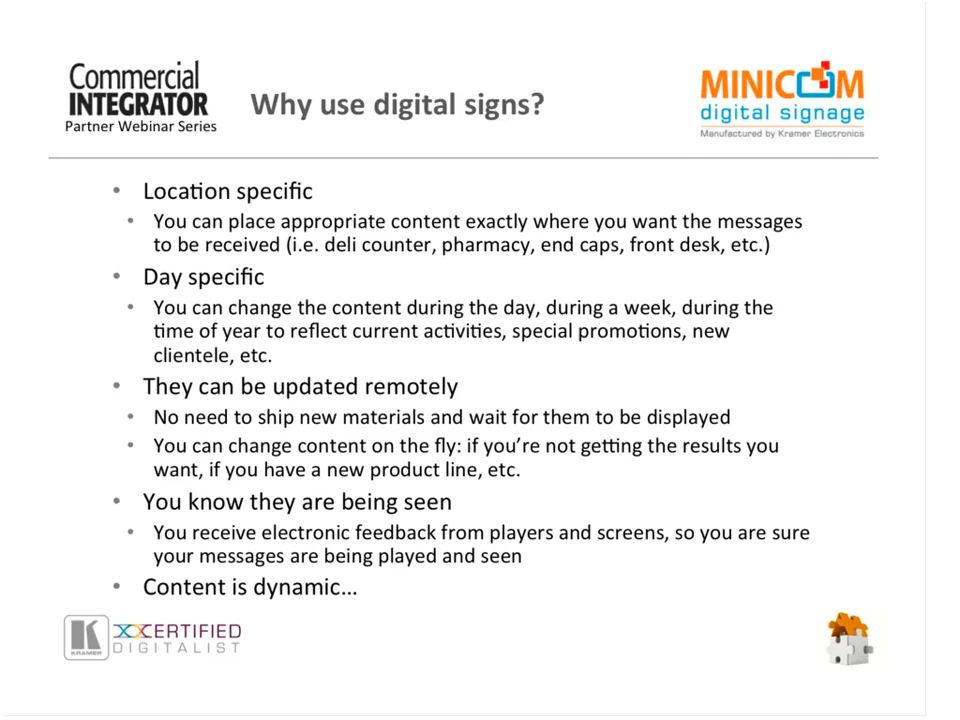 Commercial
INTEGRATOR
Partner Webinar Series
Why use digital signs?
MINICOM
digital signage
Manufactured by Kramer Electronics
• Location specific
• You can place appropriate content exactly where you want the messages
to be received (i.e. deli counter, pharmacy, end caps, front desk, etc.)
• Day specific
• You can change the content during the day, during a week, during the
time of year to reflect current activities, special promotions, new
clientele, etc.
• They can be updated remotely
• No need to ship new materials and wait for them to be displayed
• You can change content on the fly: if you're not getting the results you
want, if you have a new product line, etc.
• You know they are being seen
• You receive electronic feedback from players and screens, so you are sure
your messages are being played and seen
• Content is dynamic…
K
KRAMER
CERTIFIED
DIGITALIST